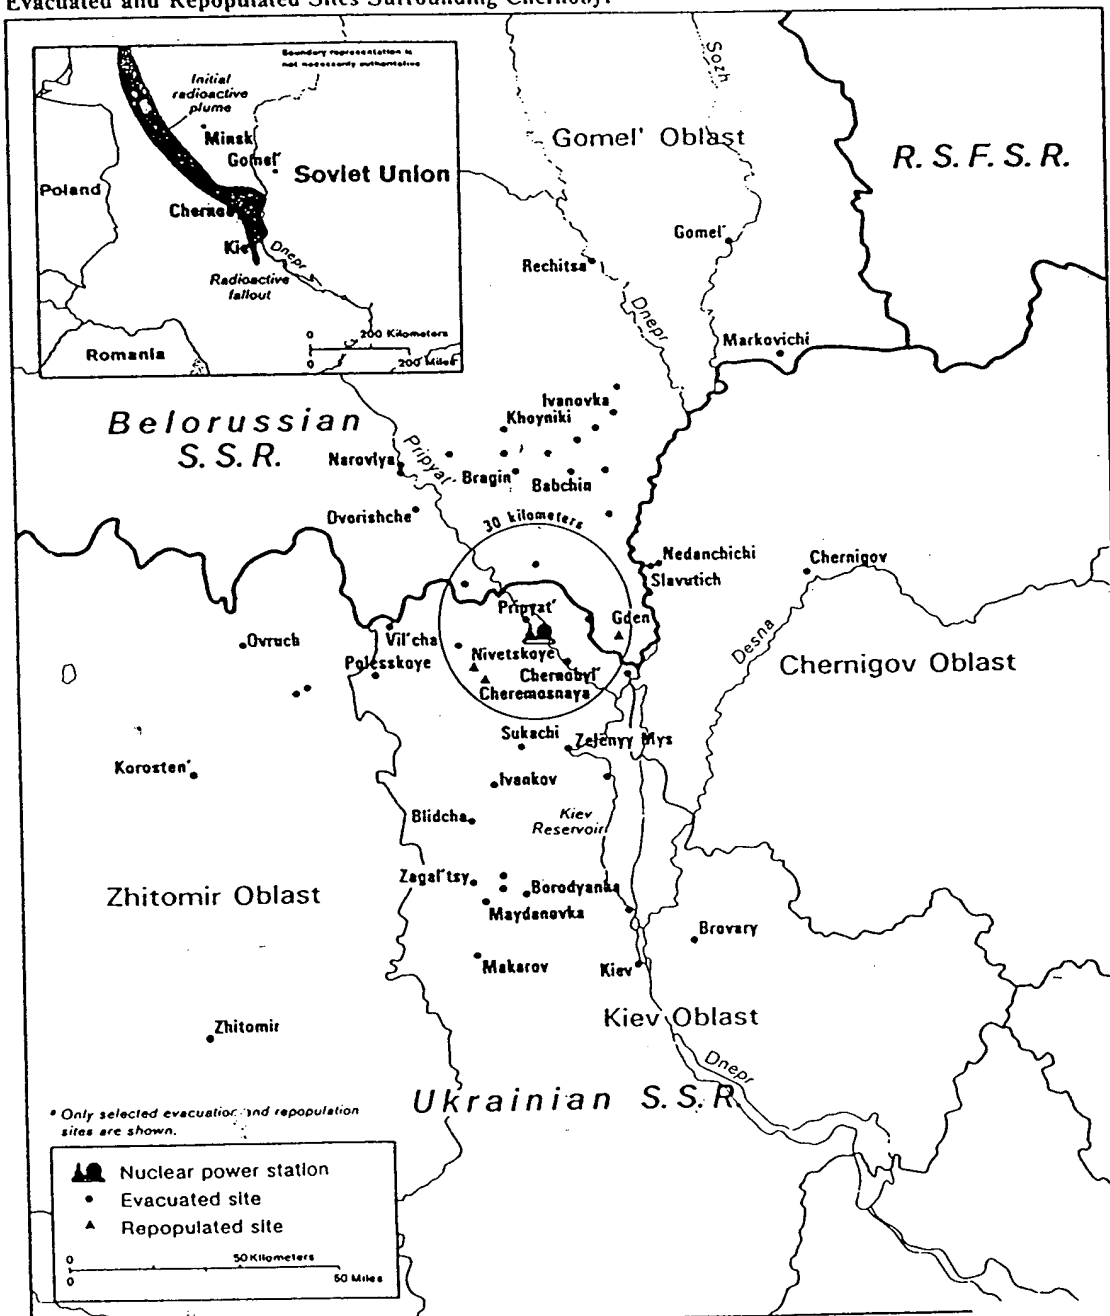 Evacuated and Repopulated Sites Surrounding Chernobyl'
Boundary representation is
not necessarily authoritative
Initial
radioactive
plume
Minsk
Gomel'
Soviet Union
Poland
Kie
Dnepr
Radioactive
fallout
0 200 Kilometers
0 200 Miles
Romania
Sozh
Gomel' Oblast
R. S. F. S. R.
Gomel'
Rechitsa
Dnepr
Markovichi
Belorussian
S. S. R.
Ivanovka
Khoyniki
Pripyat'
Narovlya
Bragin
Babchin
Dvorishche
30 kilometers
Nedanchichi
Slavutich
Chernigov
Pripyat'
Gden
Desna
Ovruch
Vil'cha
Nivetskoye
Polesskoye
Chernobyl'
Cheremosnaya
Chernigov Oblast
Sukachi
Zelenyy Mys
Korosten'
Ivankov
Blidcha
Kiev
Reservoir
Zagal'tsy
Borodyanka
Zhitomir Oblast
Maydanovka
Brovary
Makarov
Kiev
Kiev Oblast
Zhitomir
Dnepr
Ukrainian S. S. R.
* Only selected evacuation and repopulation
sites are shown.
Nuclear power station
Evacuated site
Repopulated site
0 50 Kilometers
0 50 Miles